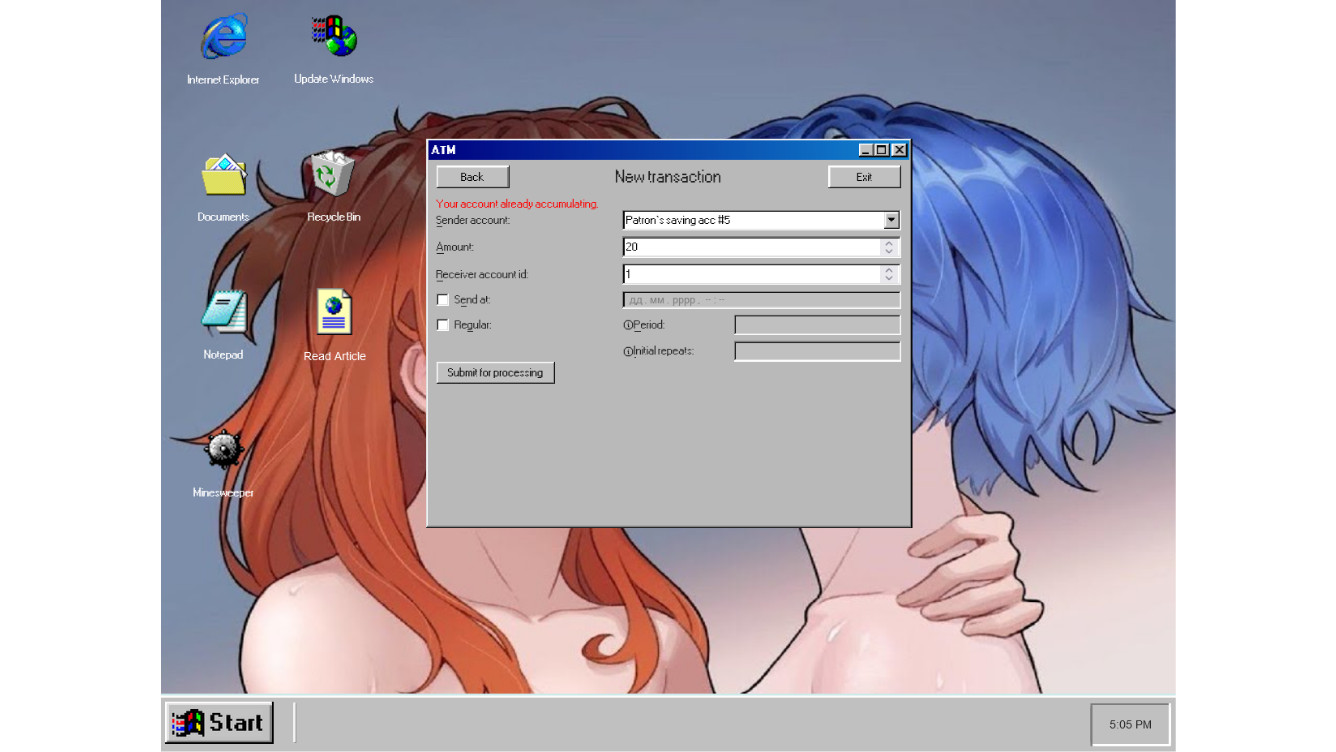 Internet Explorer
Update Windows
Documents
Recycle Bin
Notepad
Read Article
Minesweeper
ATM
Back
New transaction
Exit
Your account already accumulating.
Sender account:
Patron's saving acc #5
Amount:
20
Receiver account id:
1
Send at:
дд.мм.рррр, --:--
Regular:
ⓘPeriod:
ⓘInitial repeats:
Submit for processing
Start
5:05 PM